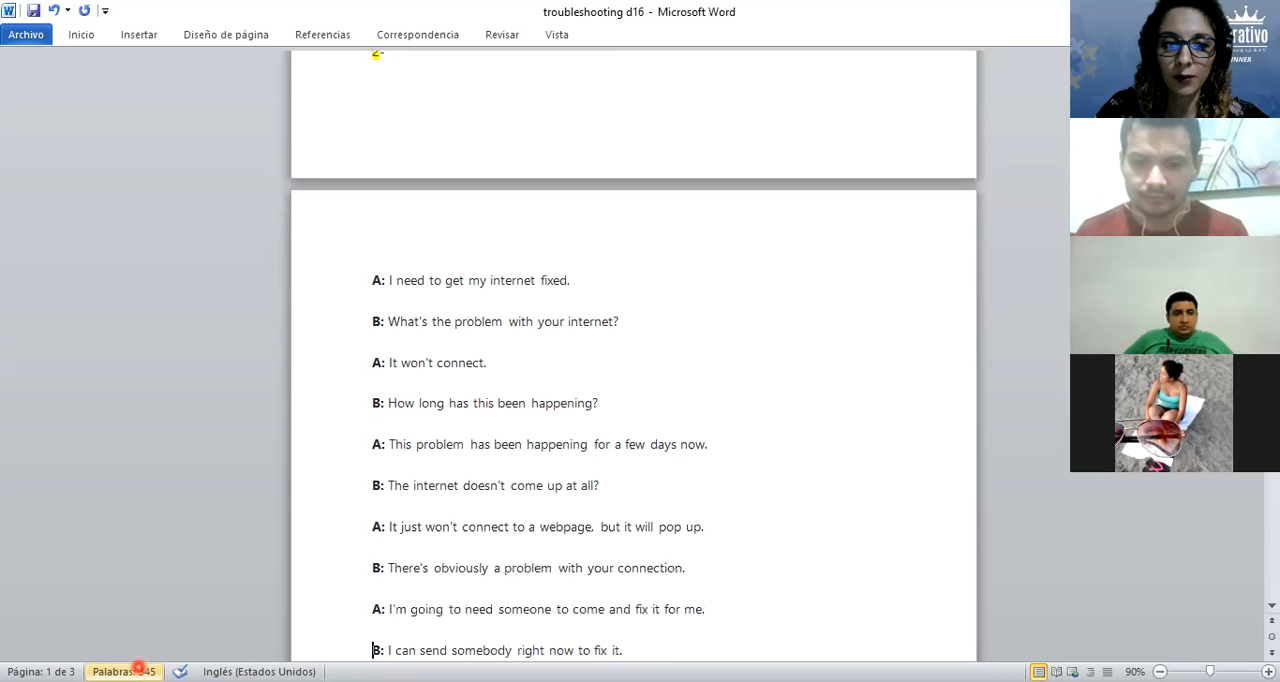 troubleshooting d16 - Microsoft Word
Archivo Inicio Insertar Diseño de página Referencias Correspondencia Revisar Vista
rativo
NNER
2-
A: I need to get my internet fixed.
B: What's the problem with your internet?
A: It won't connect.
B: How long has this been happening?
A: This problem has been happening for a few days now.
B: The internet doesn't come up at all?
A: It just won't connect to a webpage, but it will pop up.
B: There's obviously a problem with your connection.
A: I'm going to need someone to come and fix it for me.
B: I can send somebody right now to fix it.
Página: 1 de 3 Palabras: 45 Inglés (Estados Unidos) 90%